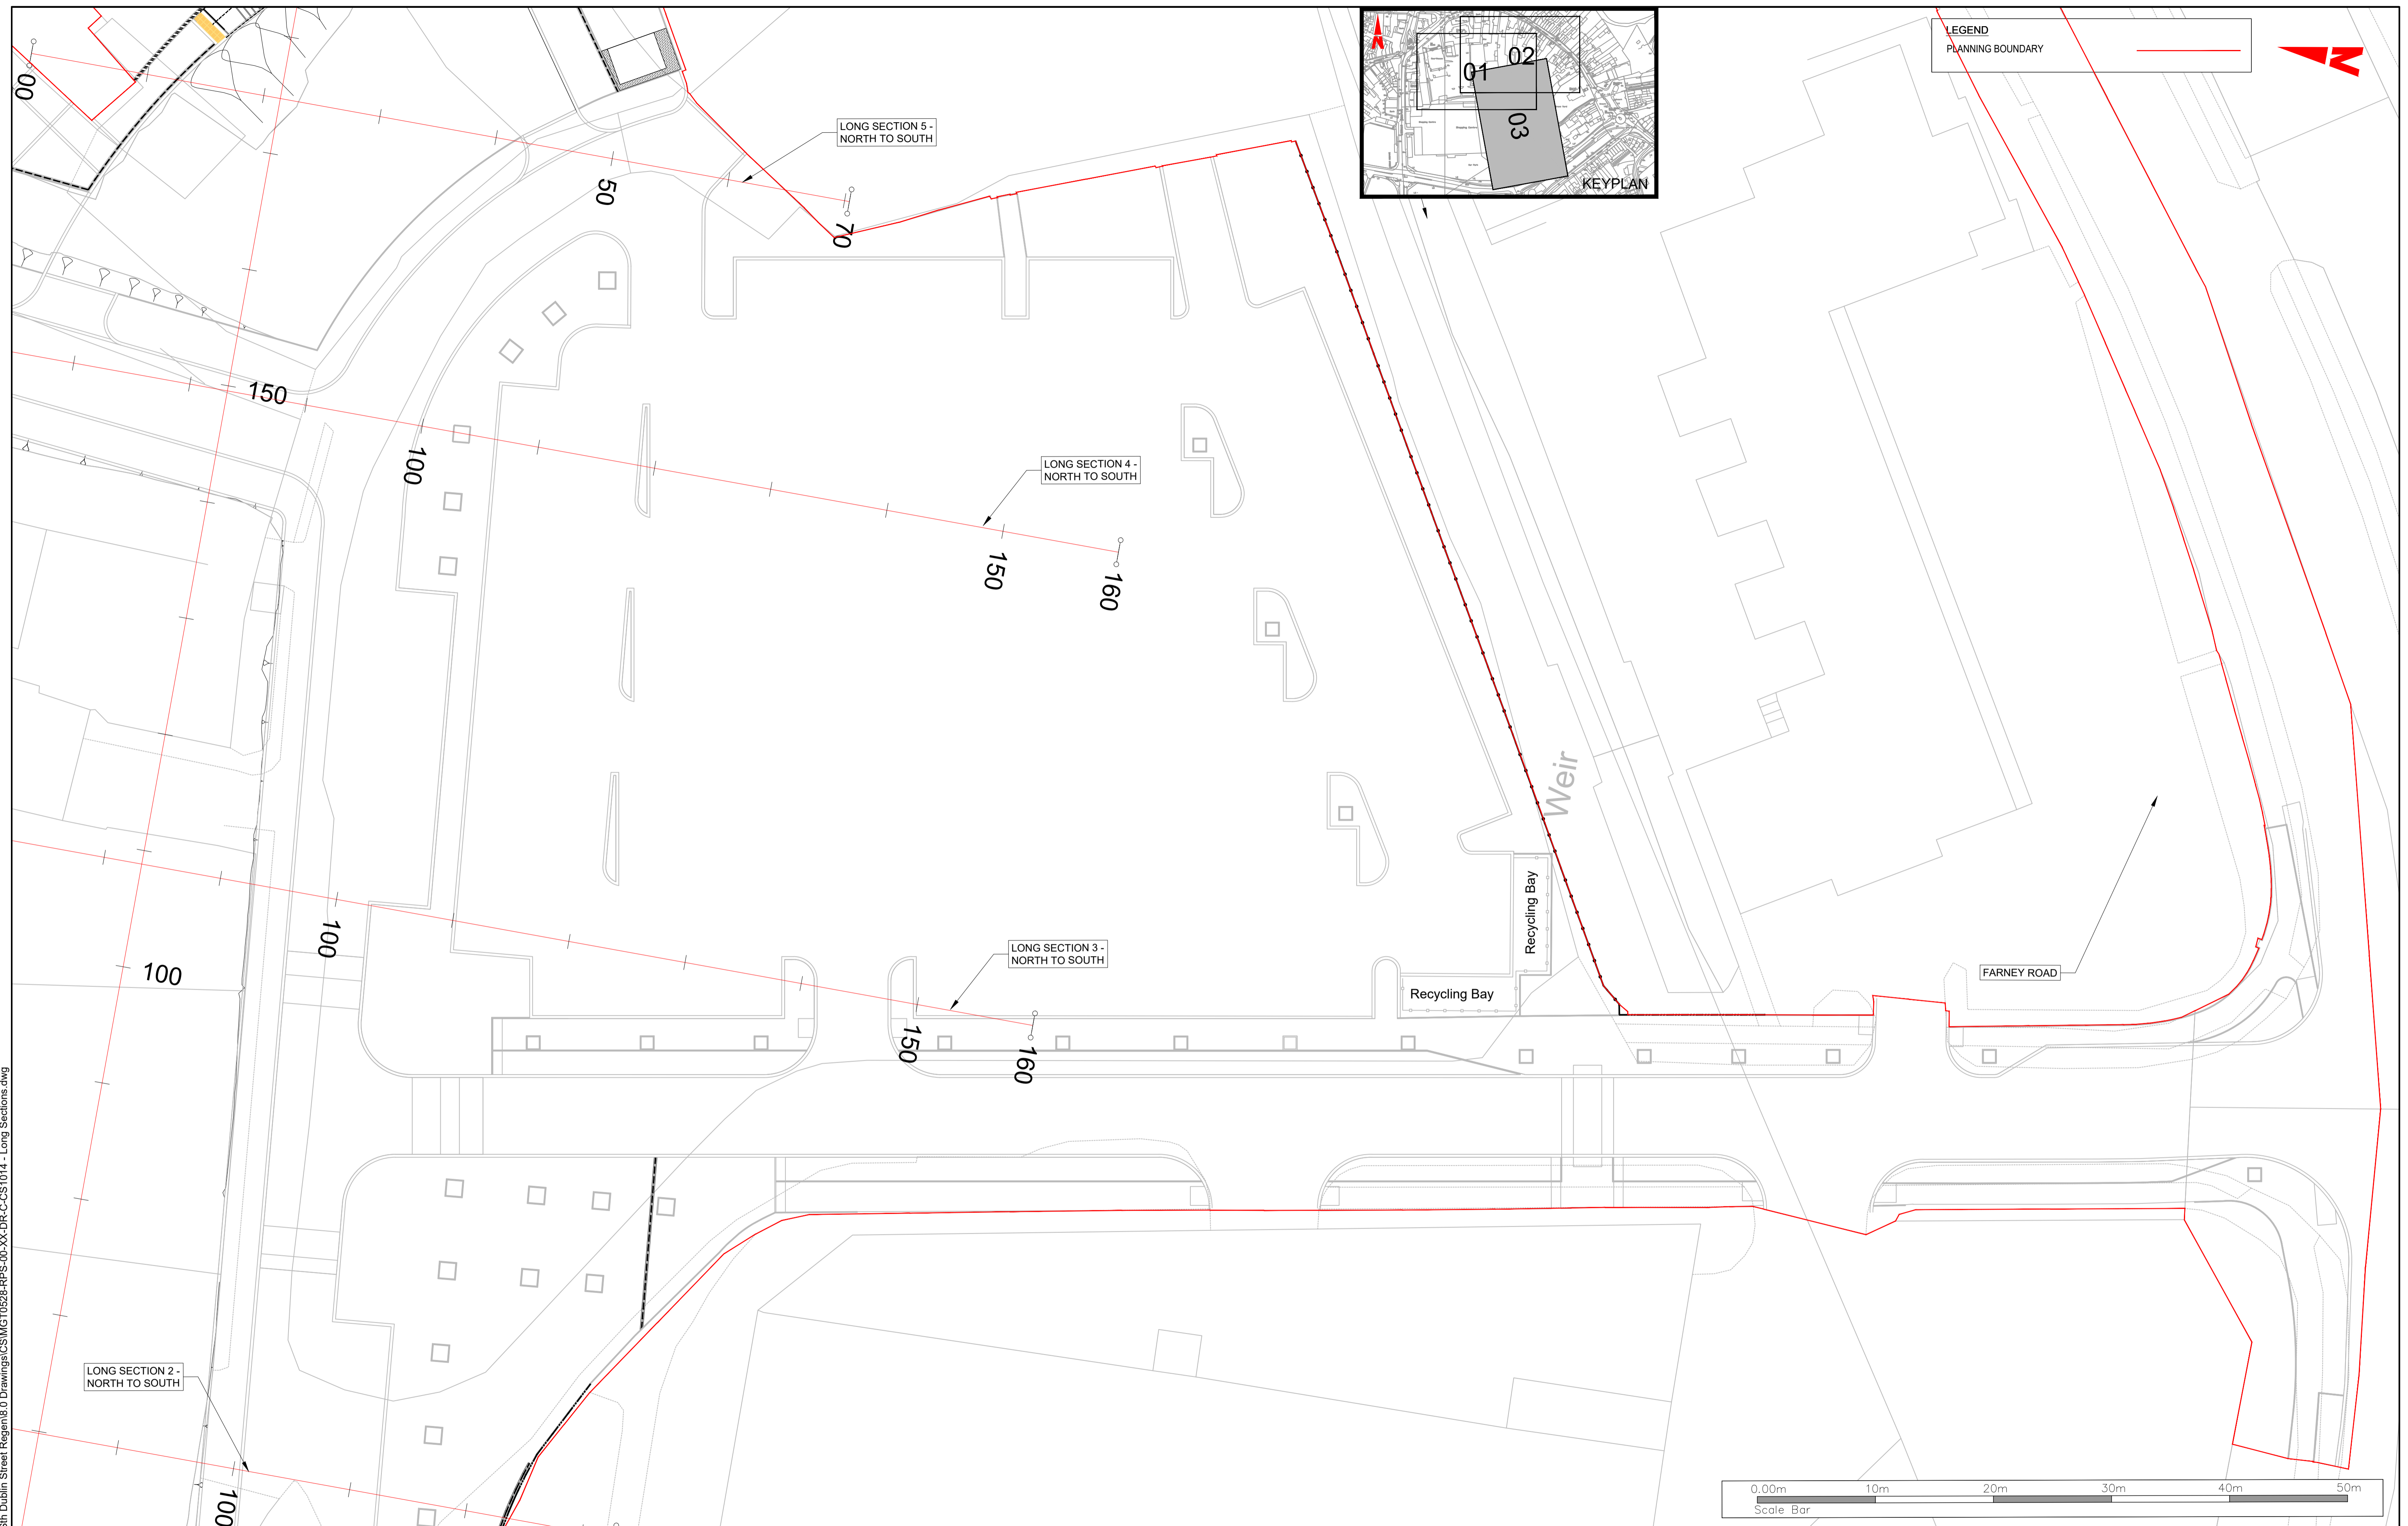 LEGEND
PLANNING BOUNDARY
N
N
01
02
03
KEYPLAN
00
LONG SECTION 5 -
NORTH TO SOUTH
50
70
150
100
LONG SECTION 4 -
NORTH TO SOUTH
150
160
Weir
Recycling Bay
Recycling Bay
100
100
LONG SECTION 3 -
NORTH TO SOUTH
150
160
FARNEY ROAD
LONG SECTION 2 -
NORTH TO SOUTH
100
0.00m 10m 20m 30m 40m 50m
Scale Bar
Dublin Street Regen\8.0 Drawings\CS\MGT0528-RPS-00-XX-DR-C-CS1014 - Long Sections.dwg